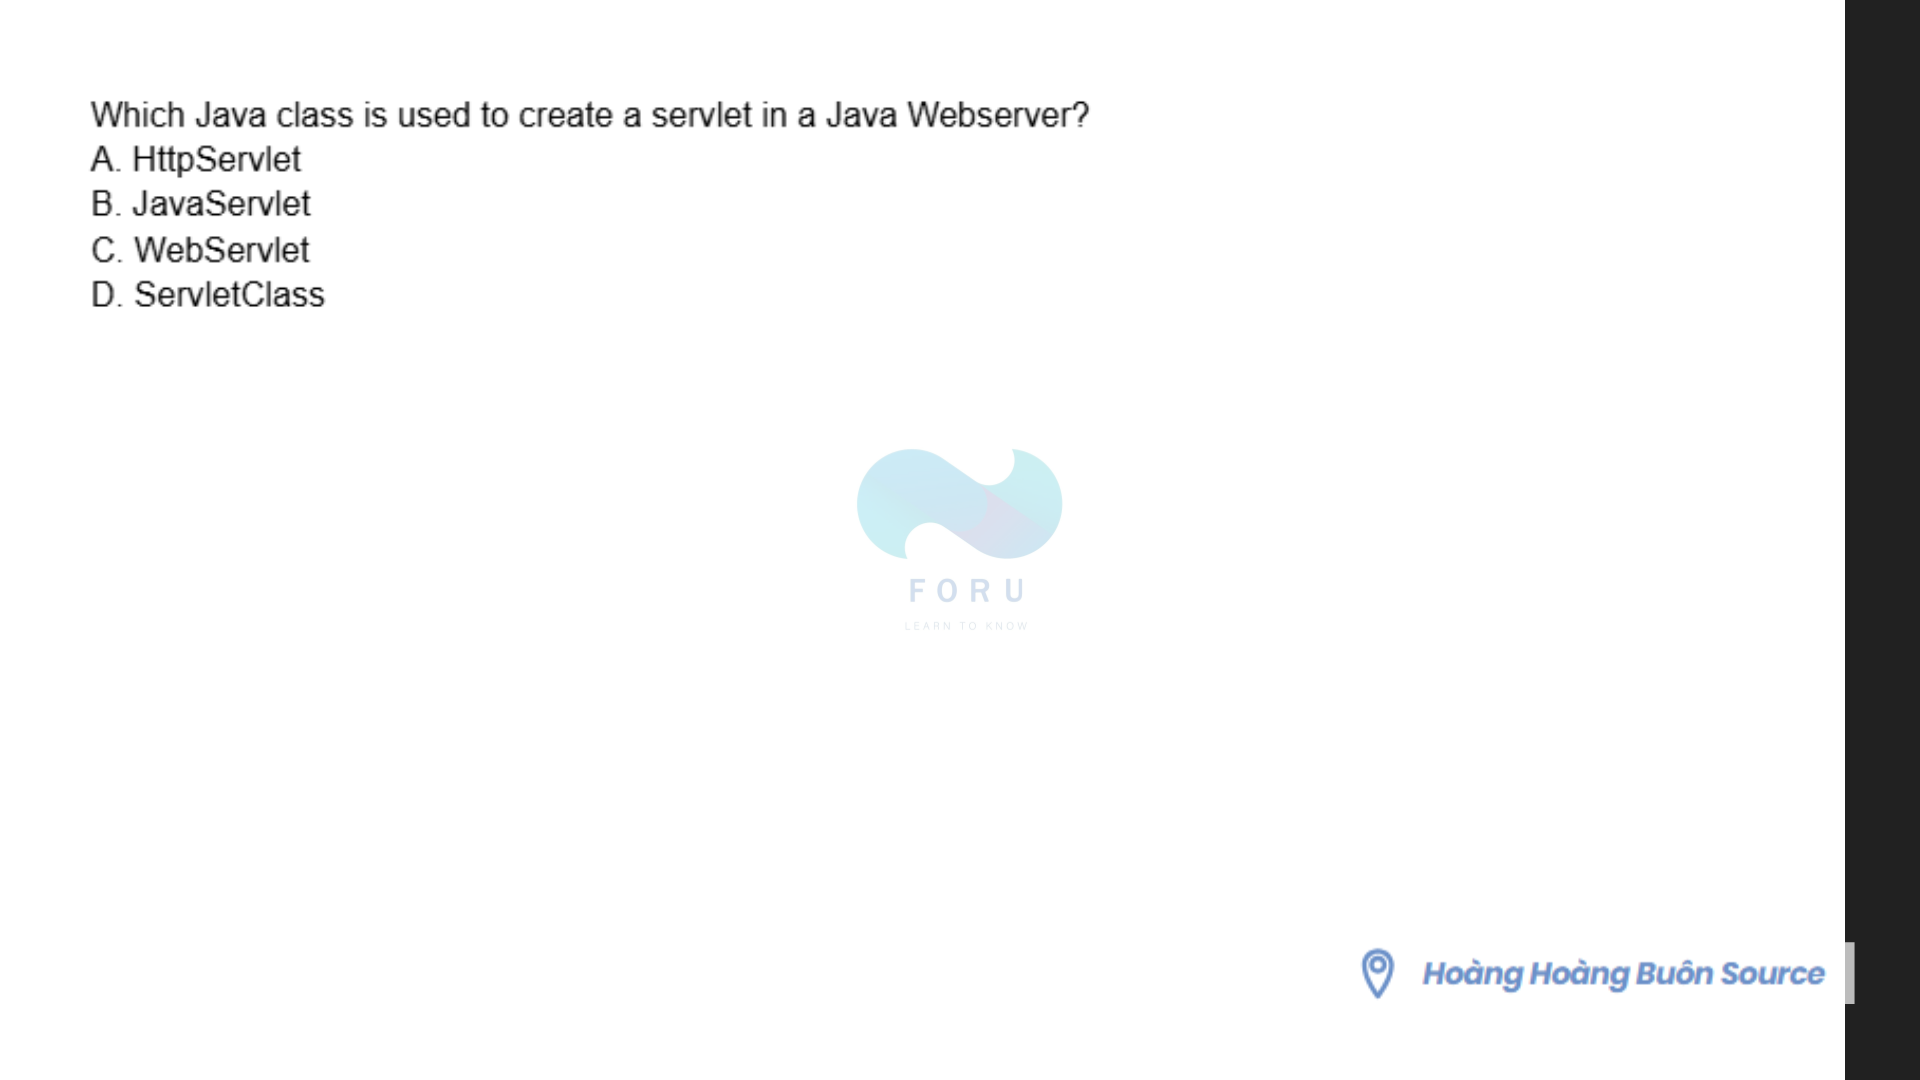 Which Java class is used to create a servlet in a Java Webserver?
A. HttpServlet
B. JavaServlet
C. WebServlet
D. ServletClass
FORU
LEARN TO KNOW
Hoàng Hoàng Buôn Source